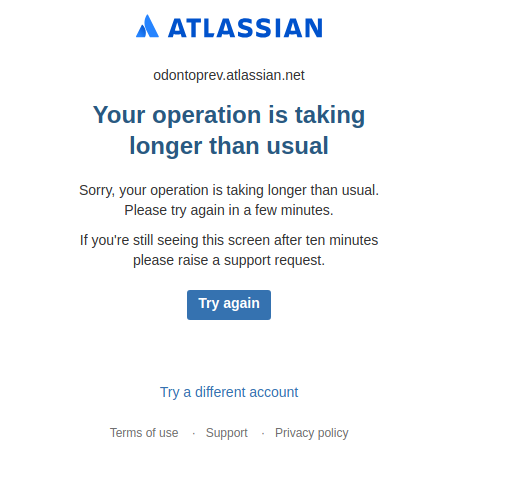 ATLASSIAN
odontoprev.atlassian.net
Your operation is taking
longer than usual
Sorry, your operation is taking longer than usual.
Please try again in a few minutes.
If you're still seeing this screen after ten minutes
please raise a support request.
Try again
Try a different account
Terms of use · Support · Privacy policy